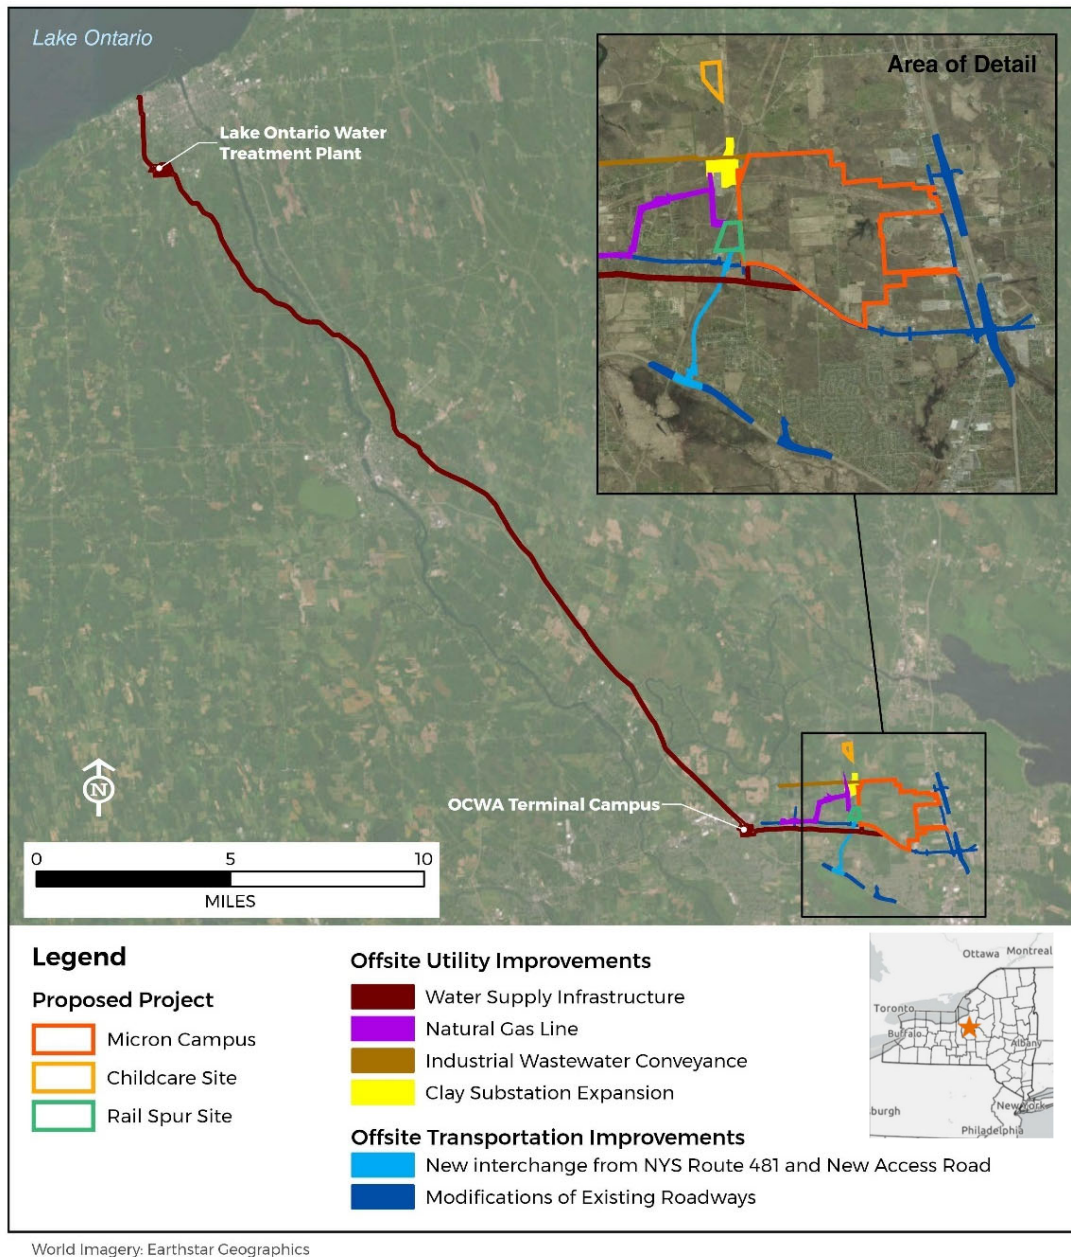 Lake Ontario
Area of Detail
Lake Ontario Water
Treatment Plant
OCWA Terminal Campus
N
0 5 10
MILES
Legend
Proposed Project
Micron Campus
Childcare Site
Rail Spur Site
Offsite Utility Improvements
Water Supply Infrastructure
Natural Gas Line
Industrial Wastewater Conveyance
Clay Substation Expansion
Offsite Transportation Improvements
New interchange from NYS Route 481 and New Access Road
Modifications of Existing Roadways
Ottawa Montreal
Toronto
Buffalo
Albany
sburgh
New York
Philadelphia
World Imagery: Earthstar Geographics